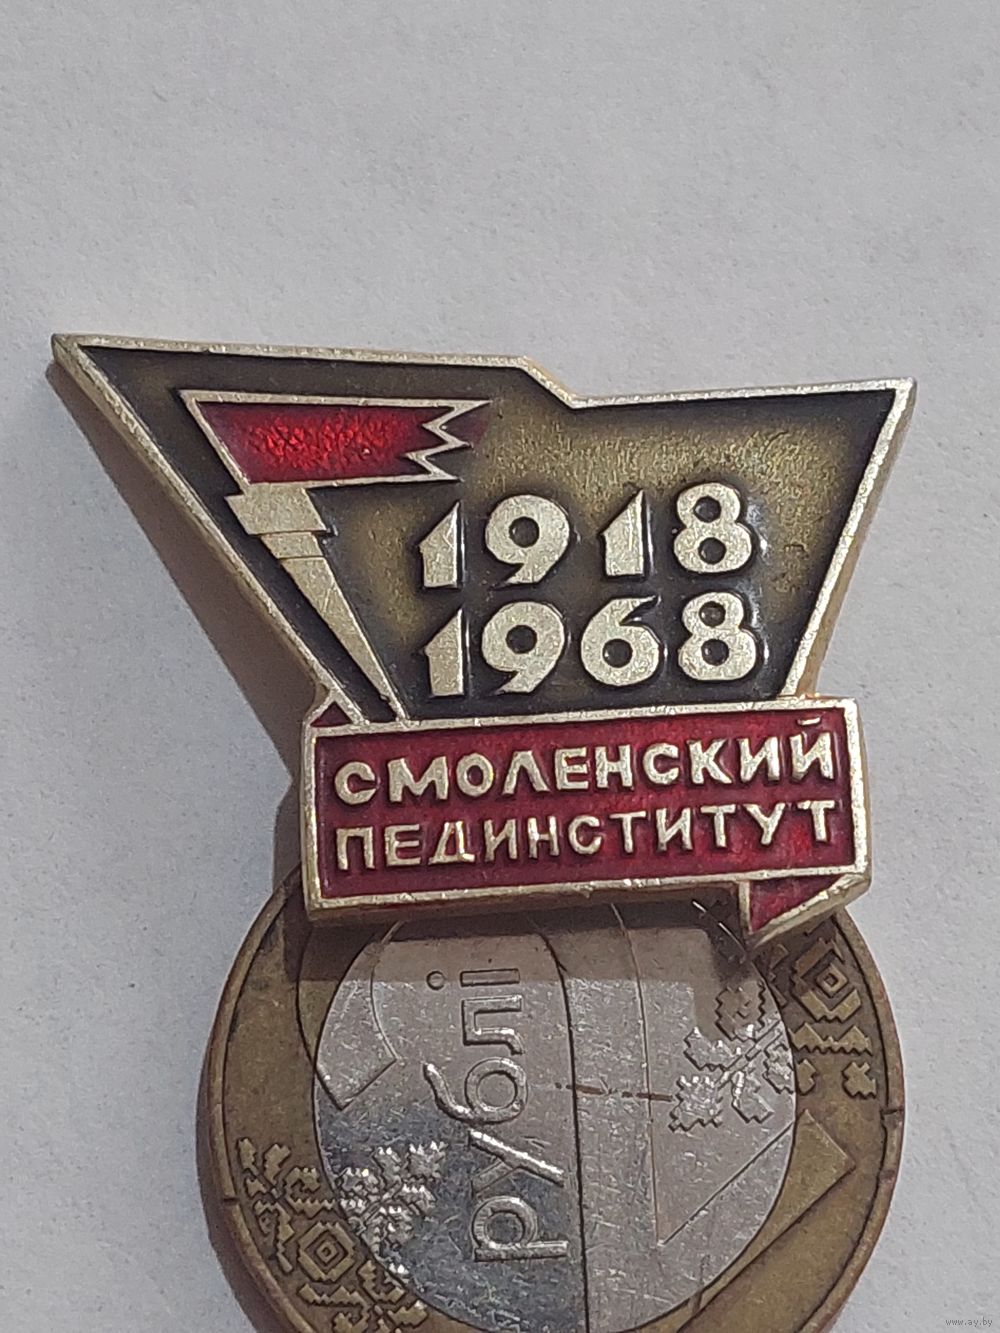 1918
1968
СМОЛЕНСКИЙ
ПЕДИНСТИТУТ
рублі
www.ay.by